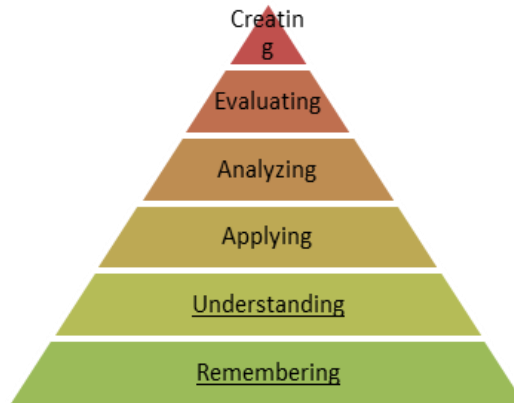 Creatin
g
Evaluating
Analyzing
Applying
Understanding
Remembering